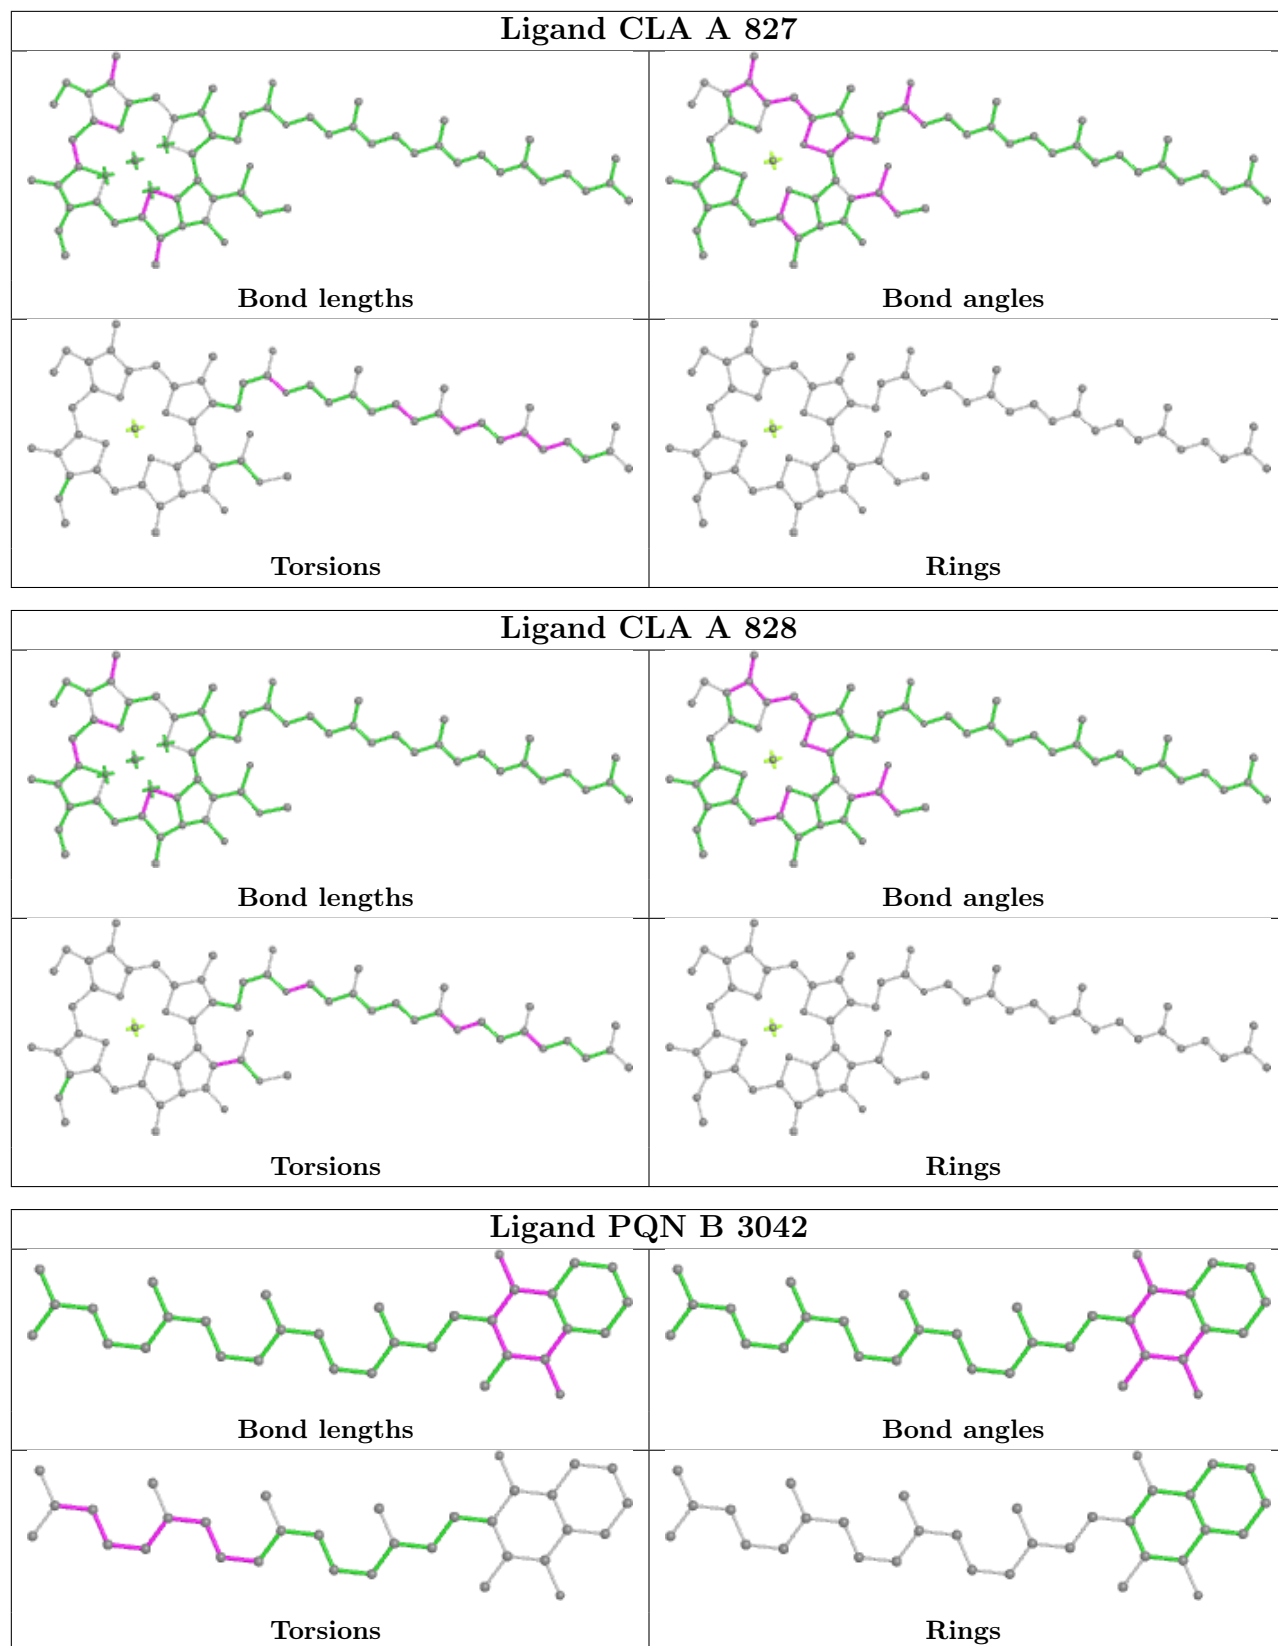 Ligand CLA A 827
Bond lengths
Bond angles
Torsions
Rings
Ligand CLA A 828
Bond lengths
Bond angles
Torsions
Rings
Ligand PQN B 3042
Bond lengths
Bond angles
Torsions
Rings